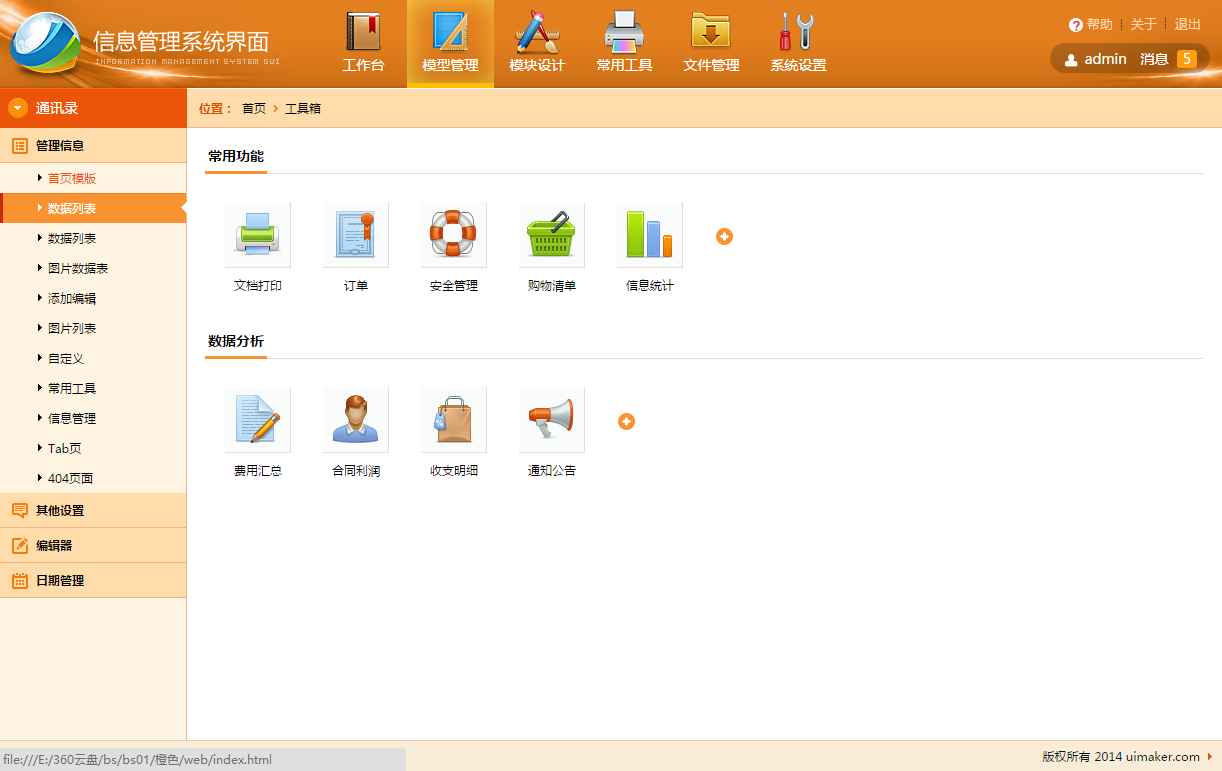 信息管理系统界面
INFORMATION MANAGEMENT SYSTEM GUI
工作台
模型管理
模块设计
常用工具
文件管理
系统设置
帮助 关于 退出
admin 消息 5
通讯录
位置： 首页 工具箱
管理信息
首页模版
数据列表
数据列表
图片数据表
添加编辑
图片列表
自定义
常用工具
信息管理
Tab页
404页面
其他设置
编辑器
日期管理
常用功能
文档打印
订单
安全管理
购物清单
信息统计
数据分析
费用汇总
合同利润
收支明细
通知公告
file:///E:/360云盘/bs/bs01/橙色/web/index.html
版权所有 2014 uimaker.com